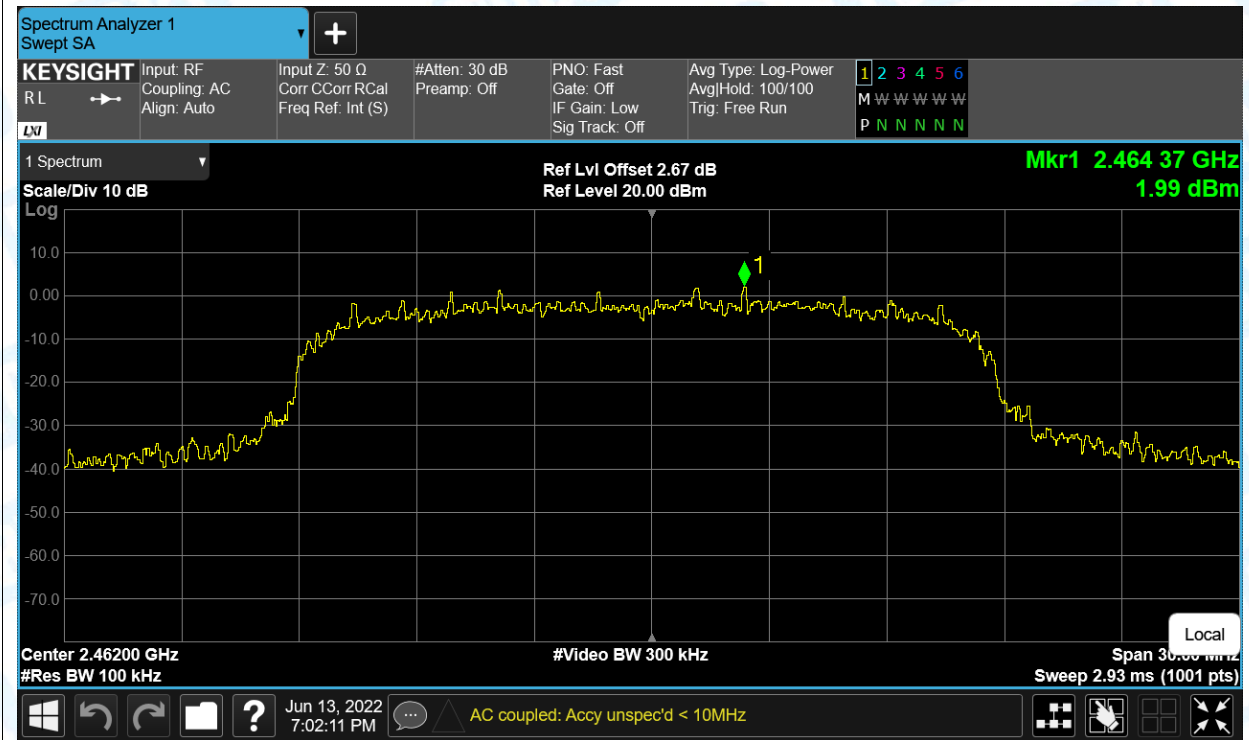 Spectrum Analyzer 1
Swept SA
+
KEYSIGHT
R L
LXI
Input: RF
Coupling: AC
Align: Auto
Input Z: 50 Ω
Corr CCorr RCal
Freq Ref: Int (S)
#Atten: 30 dB
Preamp: Off
PNO: Fast
Gate: Off
IF Gain: Low
Sig Track: Off
Avg Type: Log-Power
Avg|Hold: 100/100
Trig: Free Run
1 2 3 4 5 6
M W W W W W
P N N N N N
1 Spectrum
Scale/Div 10 dB
Log
Ref Lvl Offset 2.67 dB
Ref Level 20.00 dBm
Mkr1 2.464 37 GHz
1.99 dBm
10.0
0.00
-10.0
-20.0
-30.0
-40.0
-50.0
-60.0
-70.0
1
Local
Center 2.46200 GHz
#Res BW 100 kHz
#Video BW 300 kHz
Span
Sweep 2.93 ms (1001 pts)
?
Jun 13, 2022
7:02:11 PM
AC coupled: Accy unspec'd < 10MHz